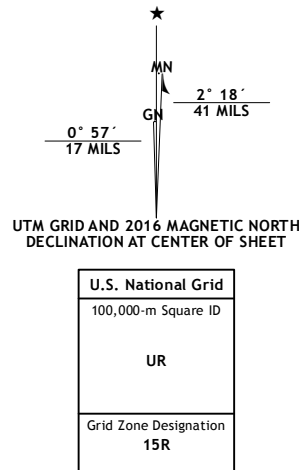 ★
MN
GN
2° 18´
41 MILS
0° 57´
17 MILS
UTM GRID AND 2016 MAGNETIC NORTH
DECLINATION AT CENTER OF SHEET
U.S. National Grid
100,000-m Square ID
UR
Grid Zone Designation
15R